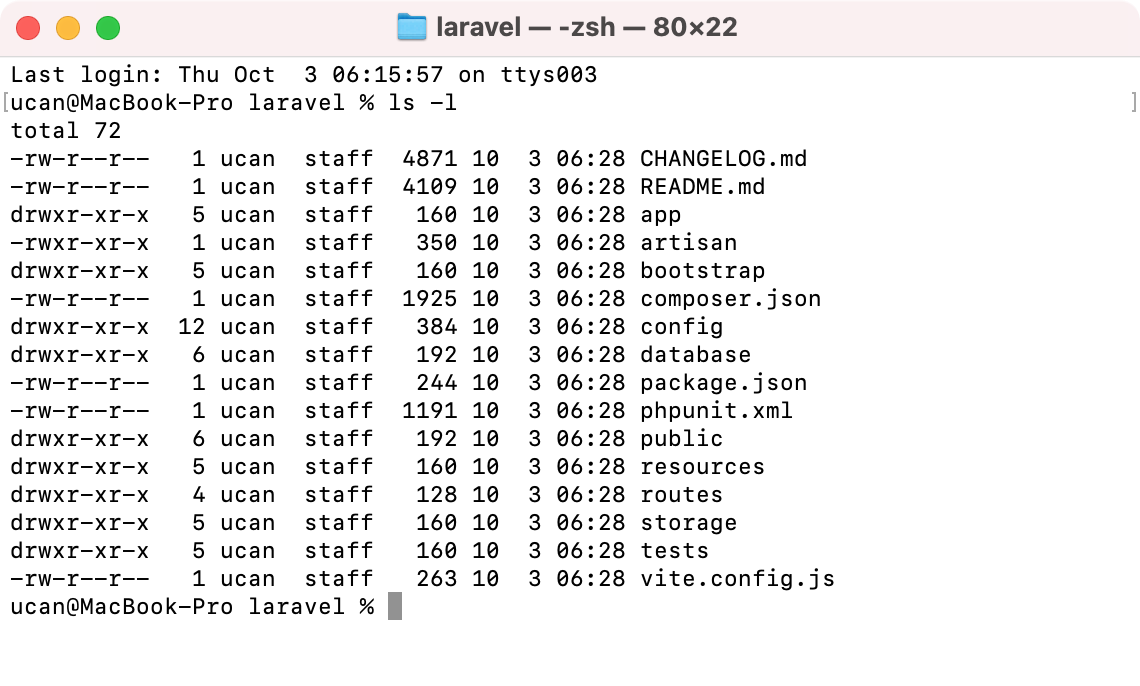 laravel — -zsh — 80×22
Last login: Thu Oct  3 06:15:57 on ttys003
[ucan@MacBook-Pro laravel % ls -l ]
total 72
-rw-r--r--   1 ucan  staff  4871 10  3 06:28 CHANGELOG.md
-rw-r--r--   1 ucan  staff  4109 10  3 06:28 README.md
drwxr-xr-x   5 ucan  staff   160 10  3 06:28 app
-rwxr-xr-x   1 ucan  staff   350 10  3 06:28 artisan
drwxr-xr-x   5 ucan  staff   160 10  3 06:28 bootstrap
-rw-r--r--   1 ucan  staff  1925 10  3 06:28 composer.json
drwxr-xr-x  12 ucan  staff   384 10  3 06:28 config
drwxr-xr-x   6 ucan  staff   192 10  3 06:28 database
-rw-r--r--   1 ucan  staff   244 10  3 06:28 package.json
-rw-r--r--   1 ucan  staff  1191 10  3 06:28 phpunit.xml
drwxr-xr-x   6 ucan  staff   192 10  3 06:28 public
drwxr-xr-x   5 ucan  staff   160 10  3 06:28 resources
drwxr-xr-x   4 ucan  staff   128 10  3 06:28 routes
drwxr-xr-x   5 ucan  staff   160 10  3 06:28 storage
drwxr-xr-x   5 ucan  staff   160 10  3 06:28 tests
-rw-r--r--   1 ucan  staff   263 10  3 06:28 vite.config.js
ucan@MacBook-Pro laravel %